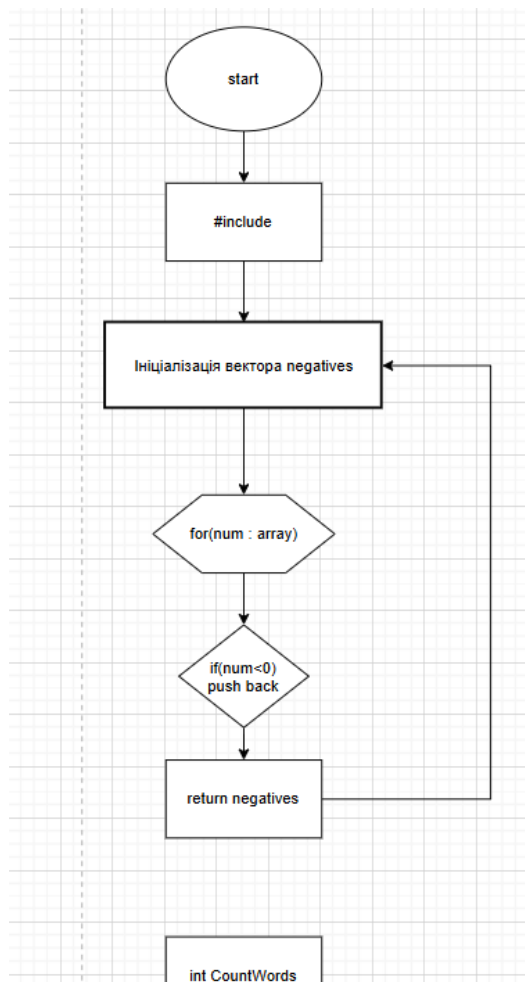 start
#include
Ініціалізація вектора negatives
for(num : array)
if(num<0)
push back
return negatives
int CountWords